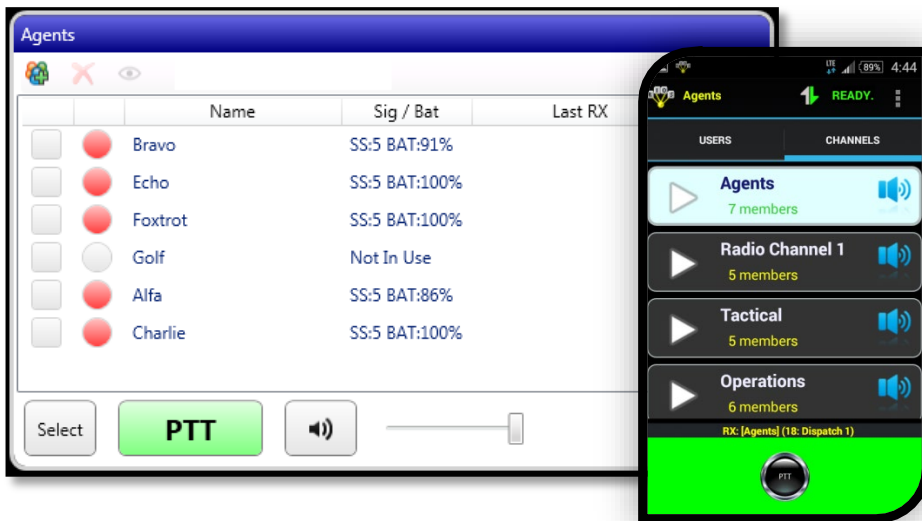 Agents
Name Sig / Bat Last RX
Bravo SS:5 BAT:91%
Echo SS:5 BAT:100%
Foxtrot SS:5 BAT:100%
Golf Not In Use
Alfa SS:5 BAT:86%
Charlie SS:5 BAT:100%
Select PTT
LTE 89% 4:44
Agents READY.
USERS CHANNELS
Agents
7 members
Radio Channel 1
5 members
Tactical
5 members
Operations
6 members
RX: [Agents] (18: Dispatch 1)
PTT